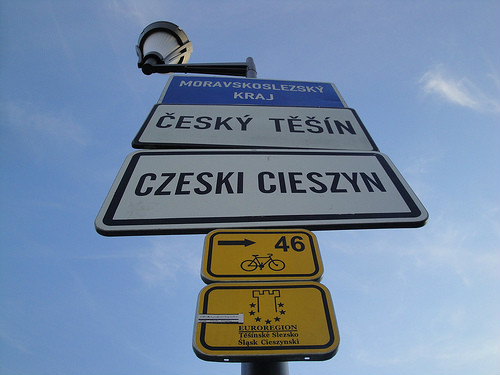 MORAVSKOSLEZSKÝ
KRAJ
ČESKÝ TĚŠÍN
CZESKI CIESZYN
46
EUROREGION
Těšínské Slezsko
Śląsk Cieszyński